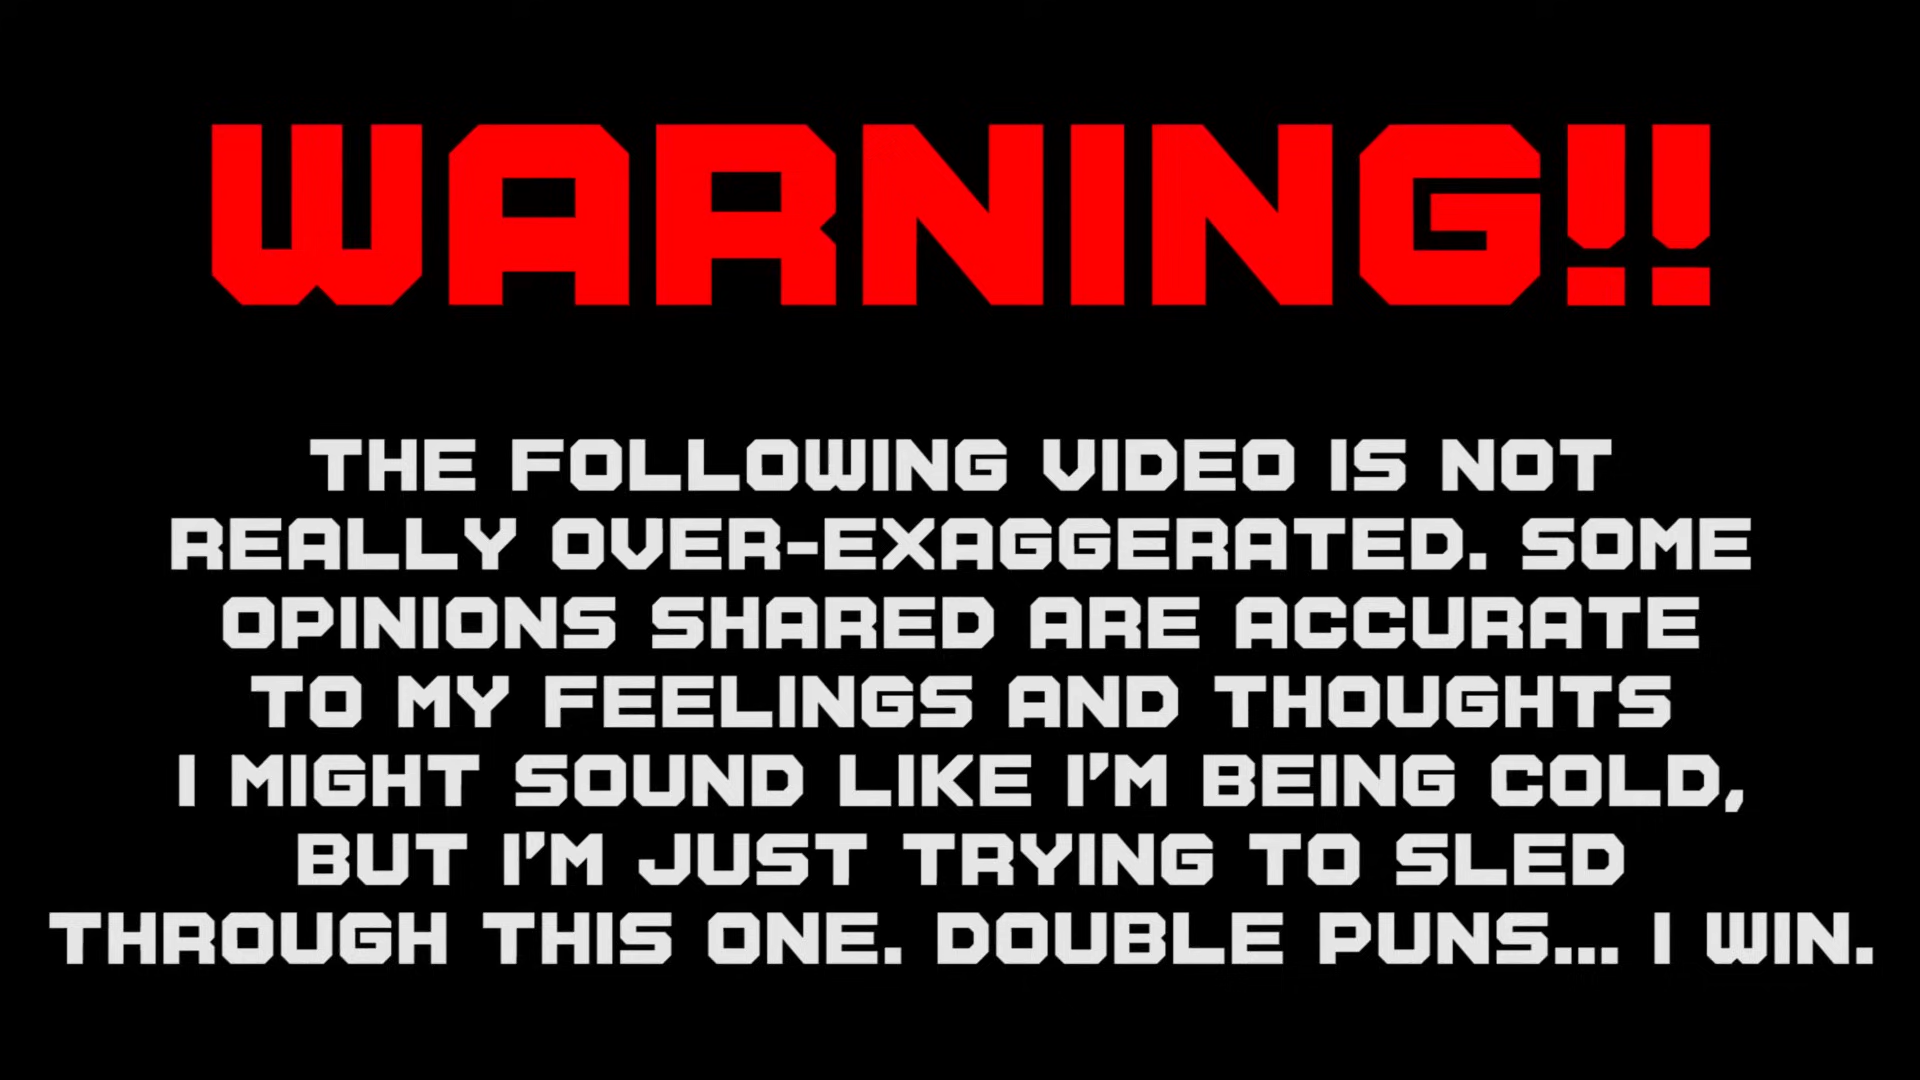 WARNING!!
THE FOLLOWING VIDEO IS NOT
REALLY OVER-EXAGGERATED. SOME
OPINIONS SHARED ARE ACCURATE
TO MY FEELINGS AND THOUGHTS
I MIGHT SOUND LIKE I'M BEING COLD,
BUT I'M JUST TRYING TO SLED
THROUGH THIS ONE. DOUBLE PUNS... I WIN.